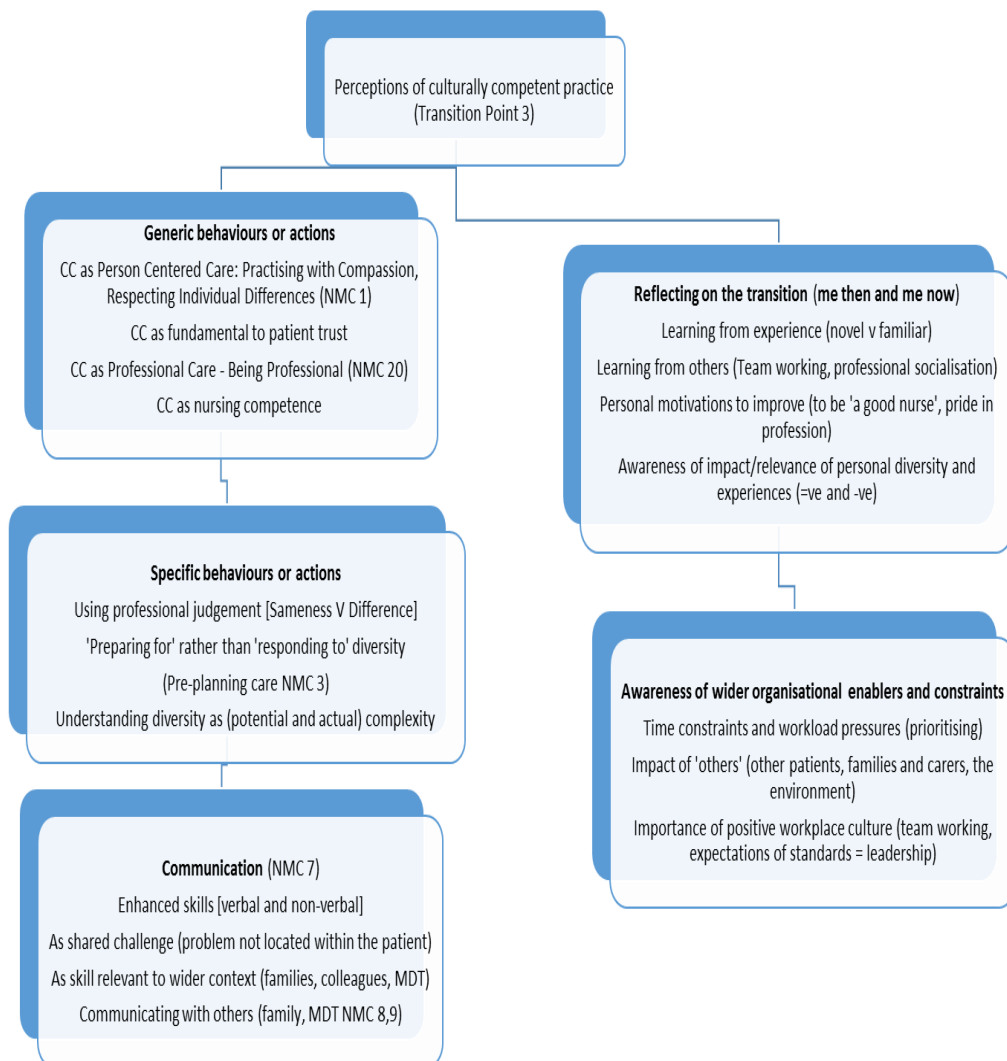 Perceptions of culturally competent practice
(Transition Point 3)
Generic behaviours or actions
CC as Person Centered Care: Practising with Compassion,
Respecting Individual Differences (NMC 1)
CC as fundamental to patient trust
CC as Professional Care - Being Professional (NMC 20)
CC as nursing competence
Specific behaviours or actions
Using professional judgement [Sameness V Difference]
'Preparing for' rather than 'responding to' diversity
(Pre-planning care NMC 3)
Understanding diversity as (potential and actual) complexity
Communication (NMC 7)
Enhanced skills [verbal and non-verbal]
As shared challenge (problem not located within the patient)
As skill relevant to wider context (families, colleagues, MDT)
Communicating with others (family, MDT NMC 8,9)
Reflecting on the transition (me then and me now)
Learning from experience (novel v familiar)
Learning from others (Team working, professional socialisation)
Personal motivations to improve (to be 'a good nurse', pride in
profession)
Awareness of impact/relevance of personal diversity and
experiences (=ve and -ve)
Awareness of wider organisational enablers and constraints
Time constraints and workload pressures (prioritising)
Impact of 'others' (other patients, families and carers, the
environment)
Importance of positive workplace culture (team working,
expectations of standards = leadership)